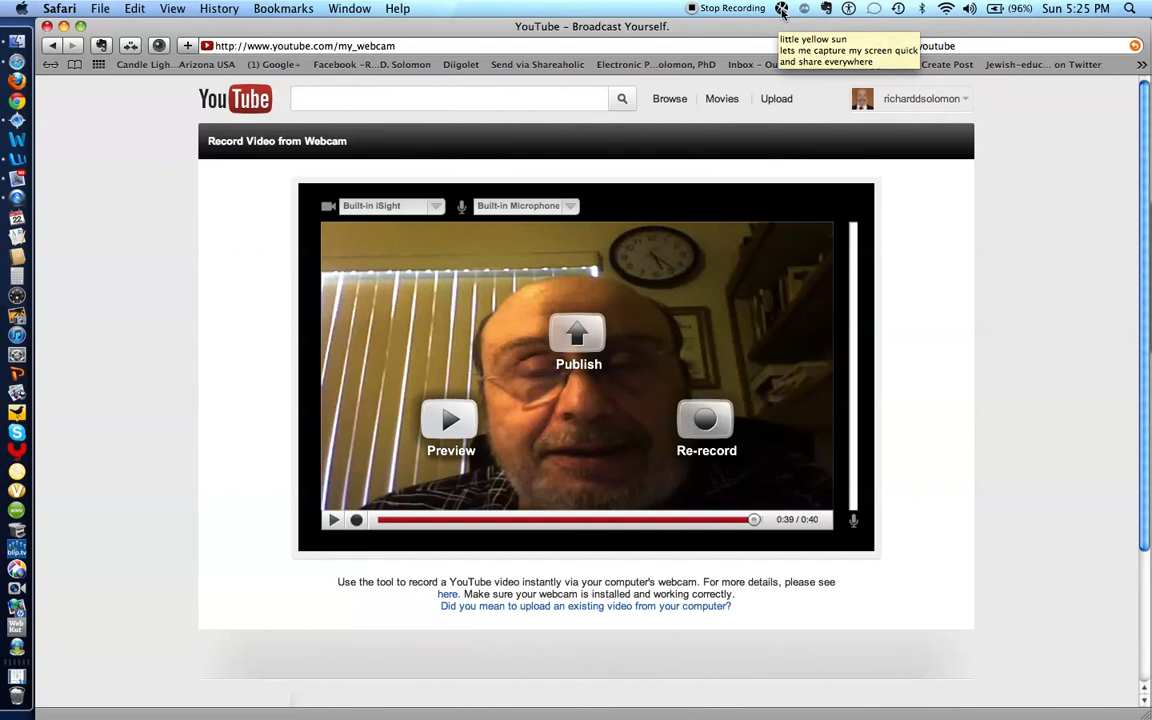 Safari File Edit View History Bookmarks Window Help Stop Recording (96%) Sun 5:25 PM
YouTube – Broadcast Yourself.
http://www.youtube.com/my_webcam youtube
little yellow sun
lets me capture my screen quick
and share everywhere
Candle Ligh...Arizona USA (1) Google+ Facebook -R...D. Solomon Diigolet Send via Shareaholic Electronic P...olomon, PhD Inbox – Ou Create Post Jewish-educ... on Twitter
YouTube Browse Movies Upload richarddsolomon
Record Video from Webcam
Built-in iSight Built-in Microphone
Publish
Preview Re-record
0:39 / 0:40
Use the tool to record a YouTube video instantly via your computer's webcam. For more details, please see
here. Make sure your webcam is installed and working correctly.
Did you mean to upload an existing video from your computer?
22
blip.tv
Web
Kut